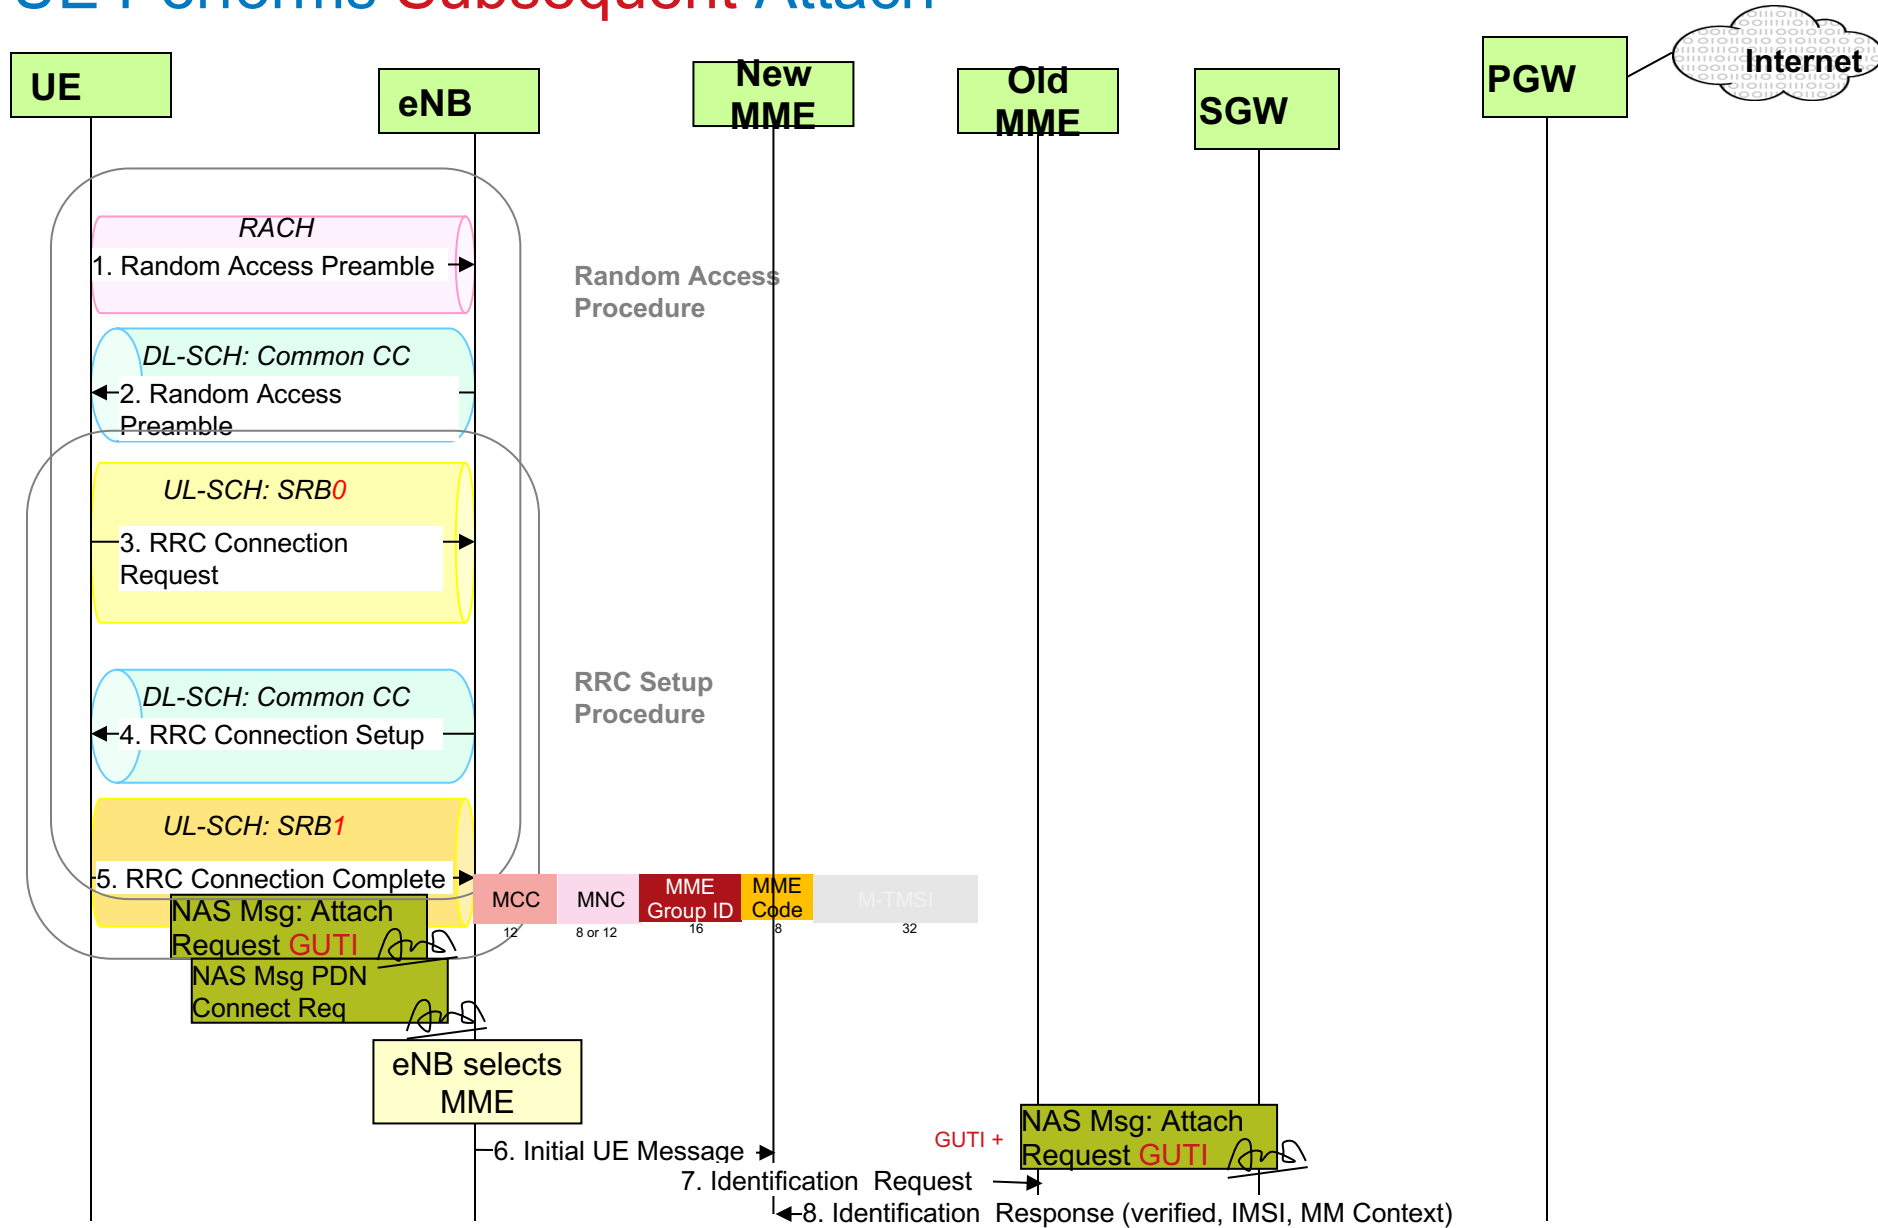 UE Performs Subsequent Attach
UE
eNB
New
MME
Old
MME
SGW
PGW
Internet
RACH
1. Random Access Preamble
Random Access
Procedure
DL-SCH: Common CC
2. Random Access
Preamble
UL-SCH: SRB0
3. RRC Connection
Request
DL-SCH: Common CC
4. RRC Connection Setup
RRC Setup
Procedure
UL-SCH: SRB1
5. RRC Connection Complete
NAS Msg: Attach
Request GUTI
NAS Msg PDN
Connect Req
MCC
12
MNC
8 or 12
MME
Group ID
16
MME
Code
8
M-TMSI
32
eNB selects
MME
6. Initial UE Message
GUTI +
NAS Msg: Attach
Request GUTI
7. Identification Request
8. Identification Response (verified, IMSI, MM Context)